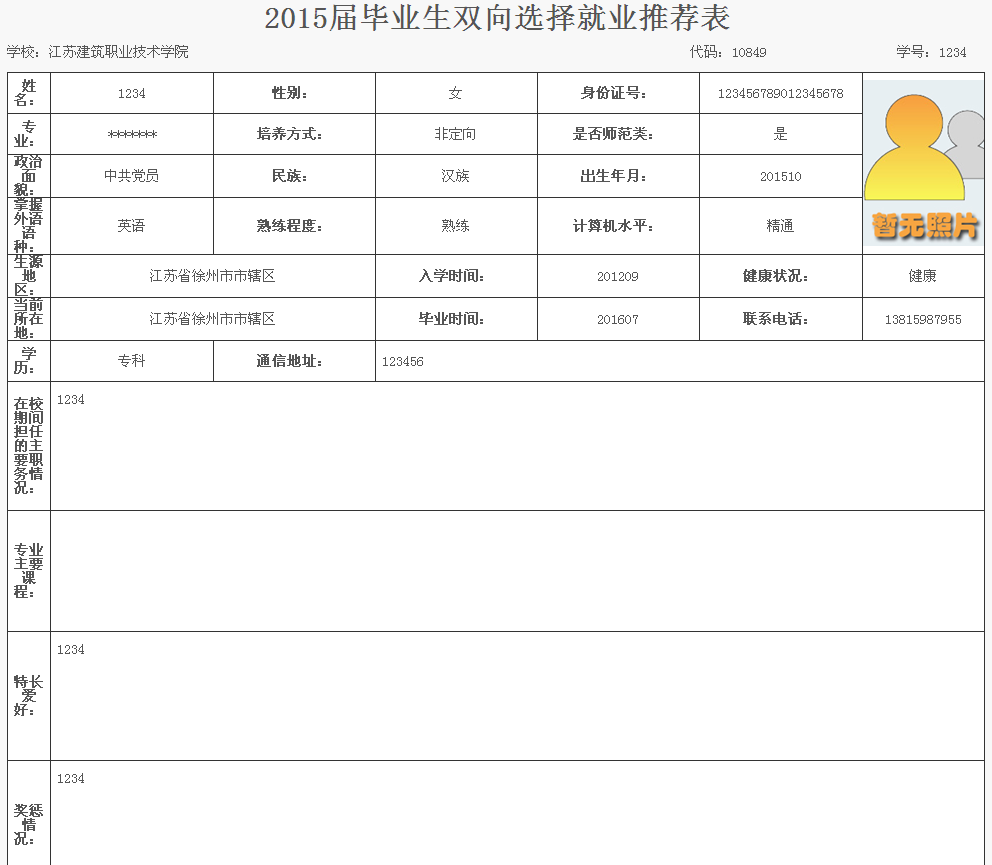 2015届毕业生双向选择就业推荐表
学校：江苏建筑职业技术学院 代码：10849 学号：1234
姓名： 1234 性别： 女 身份证号： 123456789012345678
专业： ******* 培养方式： 非定向 是否师范类： 是
政治面貌： 中共党员 民族： 汉族 出生年月： 201510
掌握外语语种： 英语 熟练程度： 熟练 计算机水平： 精通
暂无照片
生源地区： 江苏省徐州市市辖区 入学时间： 201209 健康状况： 健康
当前所在地： 江苏省徐州市市辖区 毕业时间： 201607 联系电话： 13815987955
学历： 专科 通信地址： 123456
在校期间担任的主要职务情况： 1234
专业主要课程：
特长爱好： 1234
奖惩情况： 1234